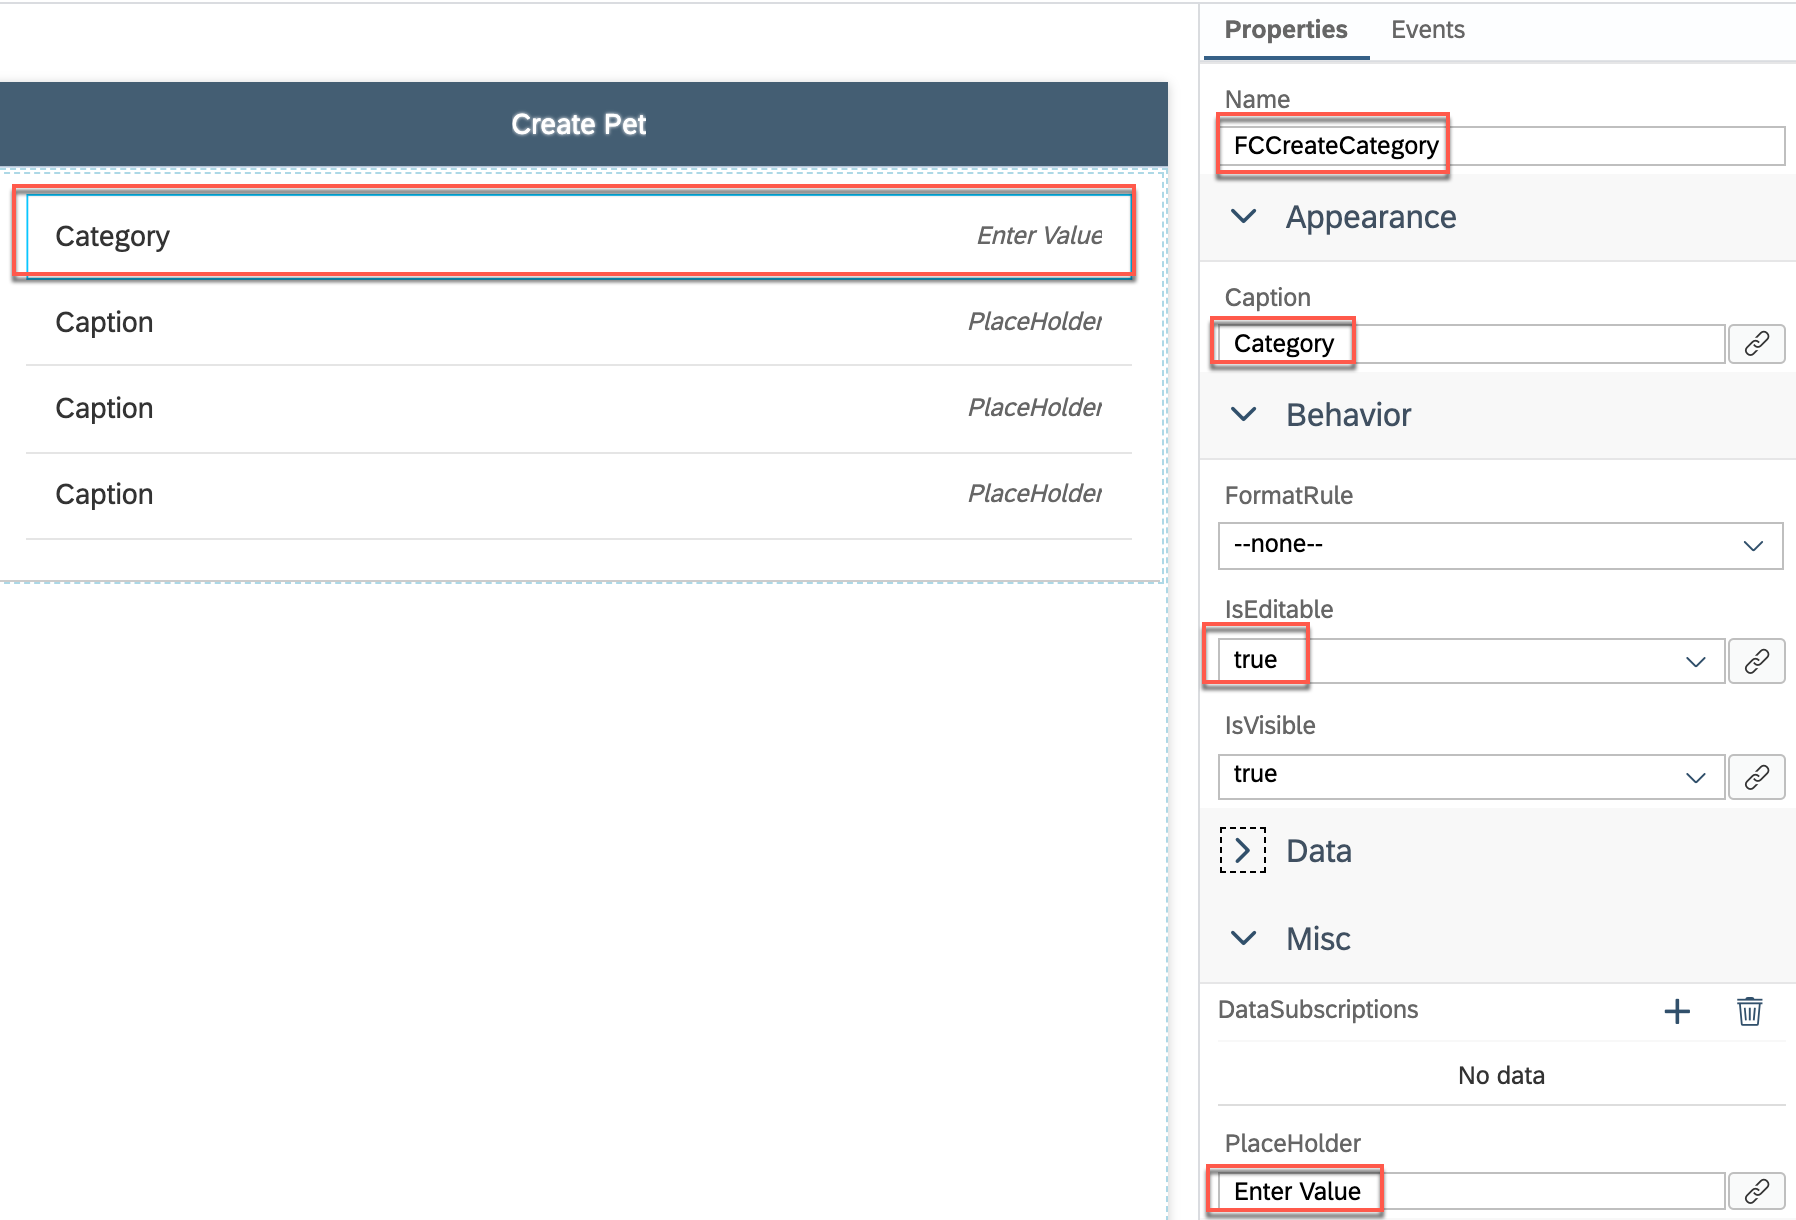 Create Pet
Category Enter Value
Caption PlaceHolder
Caption PlaceHolder
Caption PlaceHolder
Properties Events
Name
FCCreateCategory
Appearance
Caption
Category
Behavior
FormatRule
--none--
IsEditable
true
IsVisible
true
Data
Misc
DataSubscriptions
No data
PlaceHolder
Enter Value